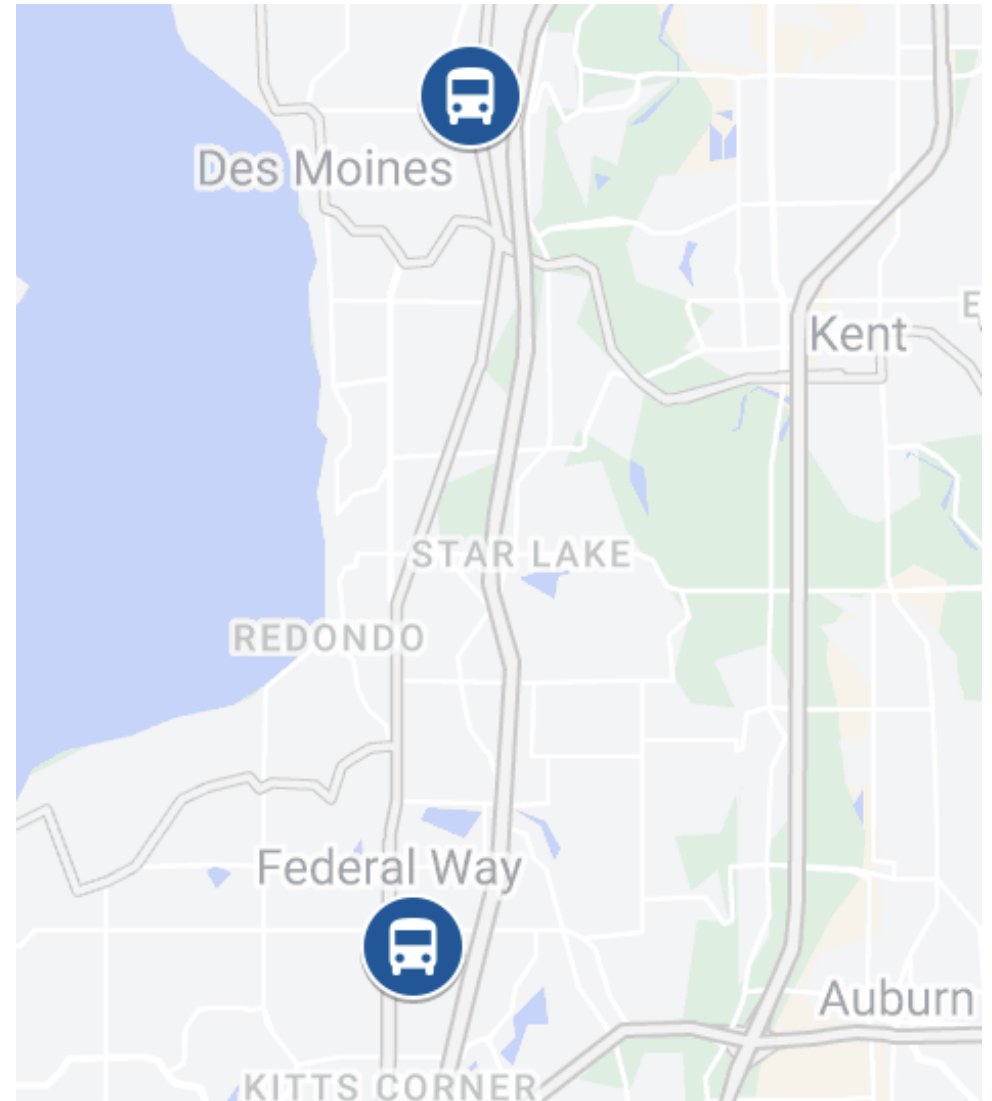 Des Moines
Kent
E
STAR LAKE
REDONDO
Federal Way
Auburn
KITTS CORNER